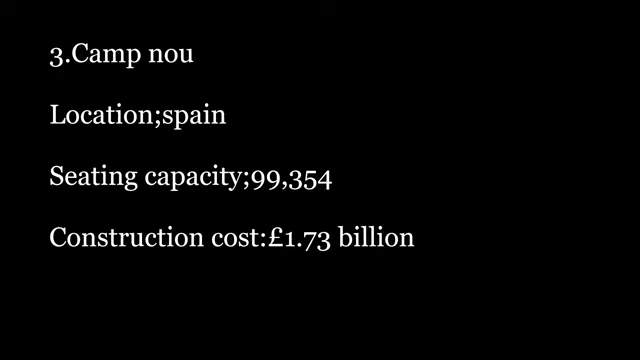 3.Camp nou
Location;spain
Seating capacity;99,354
Construction cost:£1.73 billion